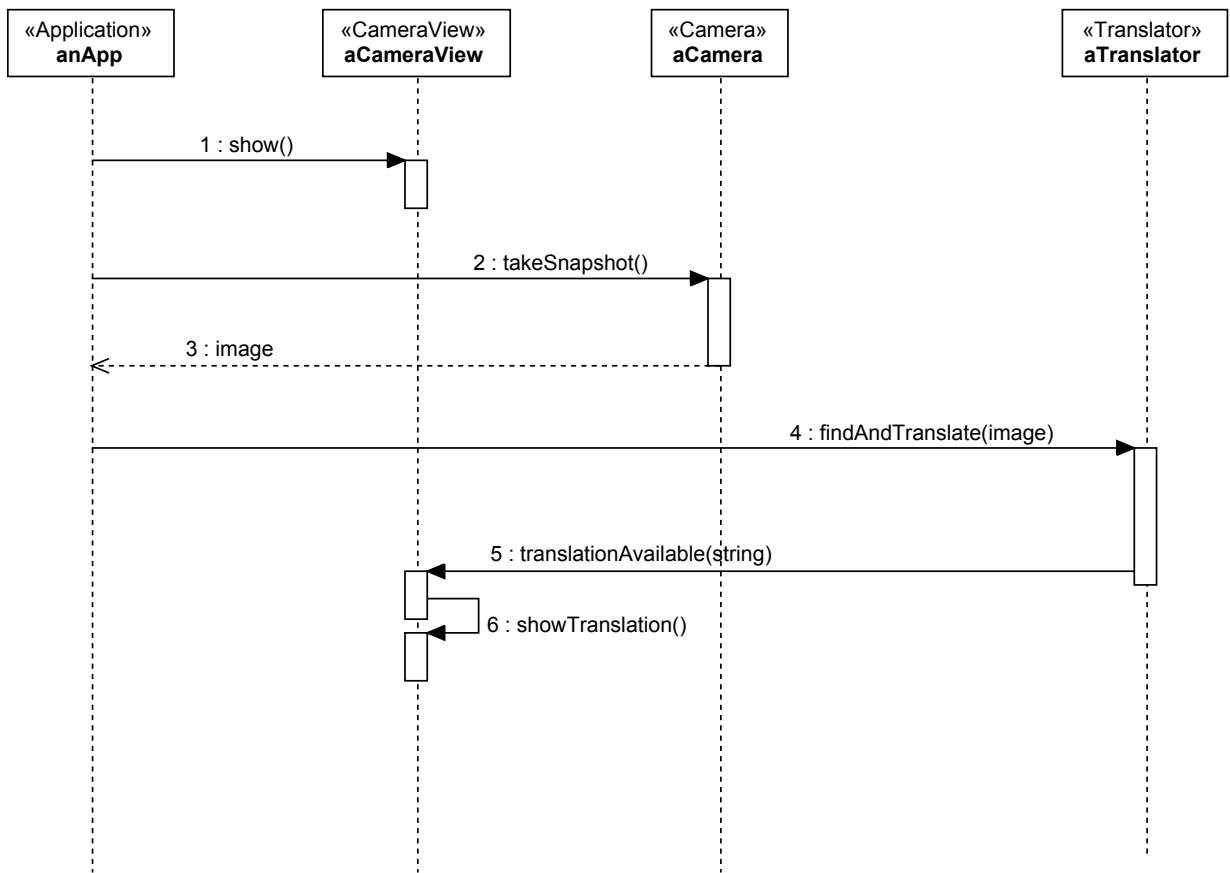 «Application»
anApp
«CameraView»
aCameraView
«Camera»
aCamera
«Translator»
aTranslator
1 : show()
2 : takeSnapshot()
3 : image
4 : findAndTranslate(image)
5 : translationAvailable(string)
6 : showTranslation()